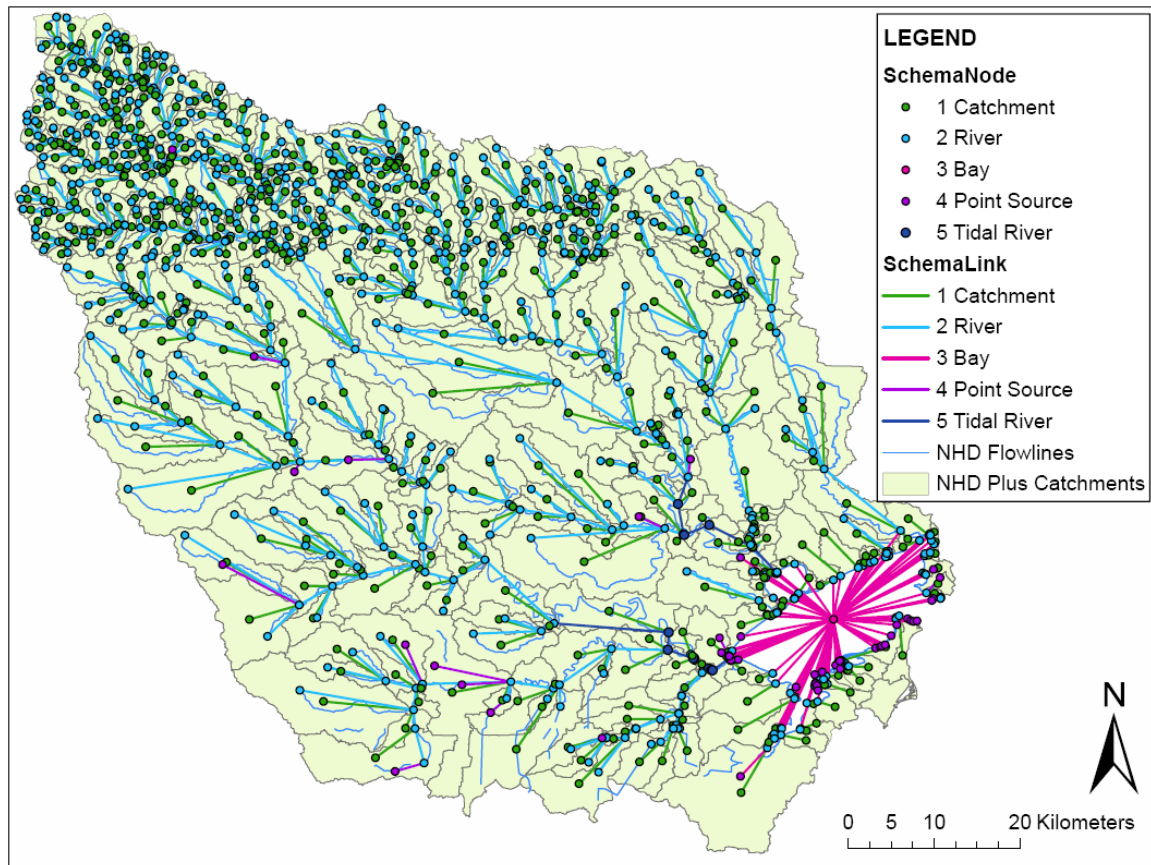 LEGEND
SchemaNode
1 Catchment
2 River
3 Bay
4 Point Source
5 Tidal River
SchemaLink
1 Catchment
2 River
3 Bay
4 Point Source
5 Tidal River
NHD Flowlines
NHD Plus Catchments
N
0 5 10 20 Kilometers